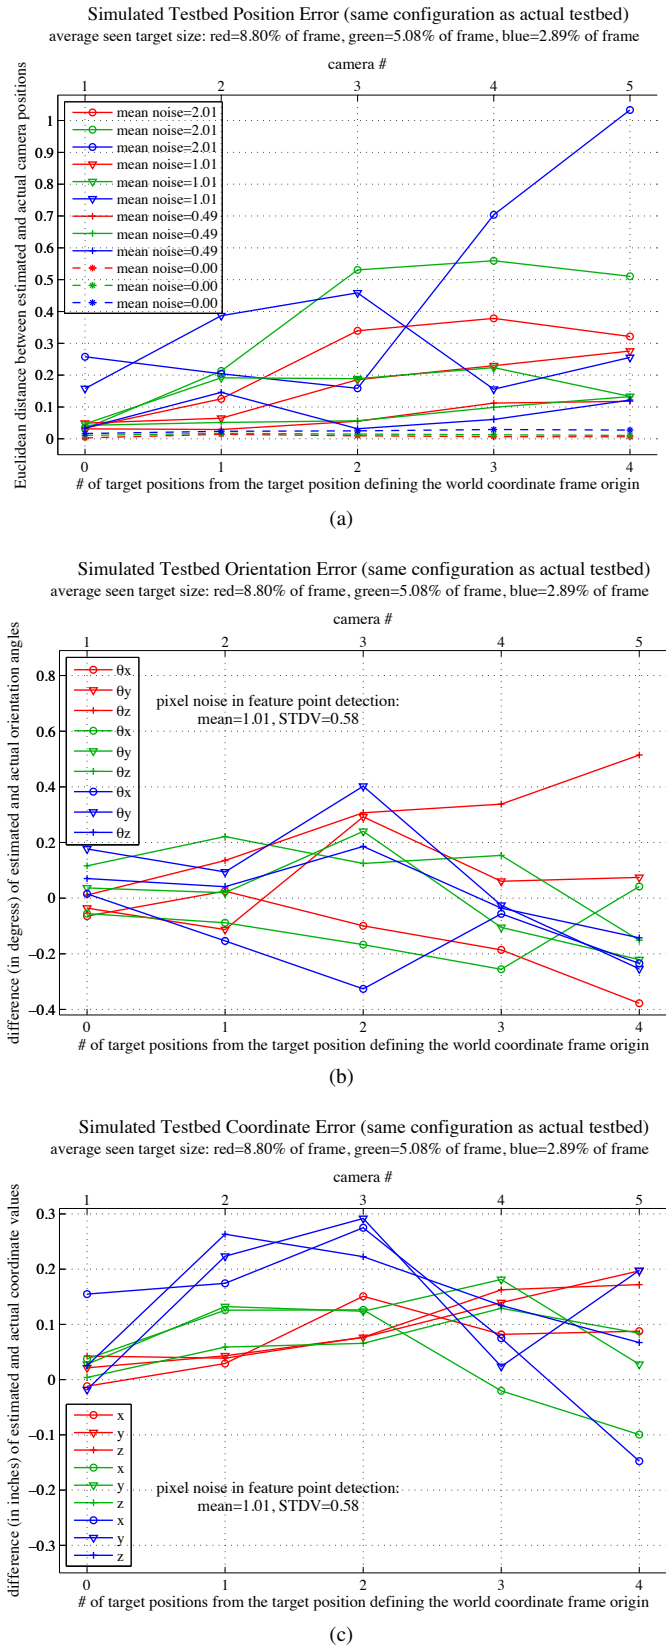 Simulated Testbed Position Error (same configuration as actual testbed)
average seen target size: red=8.80% of frame, green=5.08% of frame, blue=2.89% of frame
camera #
1 2 3 4 5
Euclidean distance between estimated and actual camera positions
1
0.9
0.8
0.7
0.6
0.5
0.4
0.3
0.2
0.1
0
mean noise=2.01
mean noise=2.01
mean noise=2.01
mean noise=1.01
mean noise=1.01
mean noise=1.01
mean noise=0.49
mean noise=0.49
mean noise=0.49
mean noise=0.00
mean noise=0.00
mean noise=0.00
0 1 2 3 4
# of target positions from the target position defining the world coordinate frame origin
(a)
Simulated Testbed Orientation Error (same configuration as actual testbed)
average seen target size: red=8.80% of frame, green=5.08% of frame, blue=2.89% of frame
camera #
1 2 3 4 5
difference (in degress) of estimated and actual orientation angles
0.8
0.6
0.4
0.2
0
−0.2
−0.4
θx
θy
θz
θx
θy
θz
θx
θy
θz
pixel noise in feature point detection:
mean=1.01, STDV=0.58
0 1 2 3 4
# of target positions from the target position defining the world coordinate frame origin
(b)
Simulated Testbed Coordinate Error (same configuration as actual testbed)
average seen target size: red=8.80% of frame, green=5.08% of frame, blue=2.89% of frame
camera #
1 2 3 4 5
difference (in inches) of estimated and actual coordinate values
0.3
0.2
0.1
0
−0.1
−0.2
−0.3
x
y
z
x
y
z
x
y
z
pixel noise in feature point detection:
mean=1.01, STDV=0.58
0 1 2 3 4
# of target positions from the target position defining the world coordinate frame origin
(c)